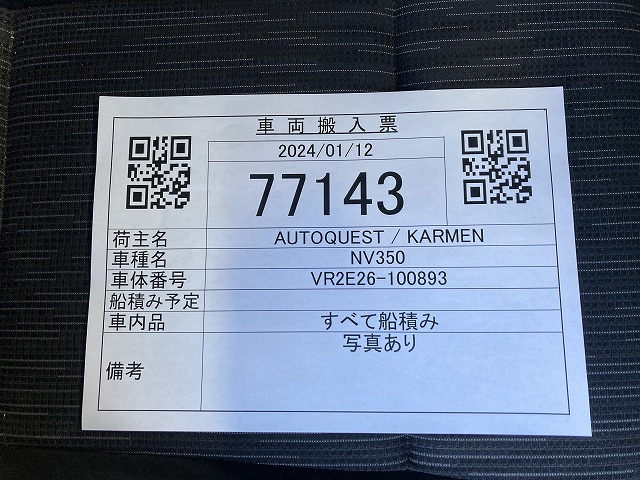 車両搬入票
2024/01/12
77143
荷主名 AUTOQUEST / KARMEN
車種名 NV350
車体番号 VR2E26-100893
船積み予定
車内品 すべて船積み
備考 写真あり